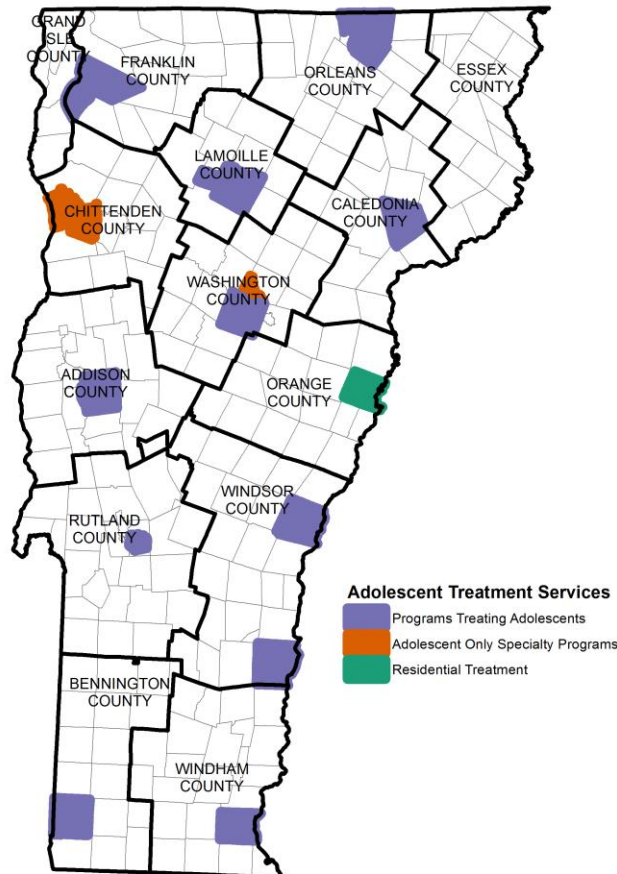 GRAND
ISLE
COUNTY
FRANKLIN
COUNTY
ORLEANS
COUNTY
ESSEX
COUNTY
LAMOILLE
COUNTY
CALEDONIA
COUNTY
CHITTENDEN
COUNTY
WASHINGTON
COUNTY
ADDISON
COUNTY
ORANGE
COUNTY
WINDSOR
COUNTY
RUTLAND
COUNTY
Adolescent Treatment Services
Programs Treating Adolescents
Adolescent Only Specialty Programs
Residential Treatment
BENNINGTON
COUNTY
WINDHAM
COUNTY